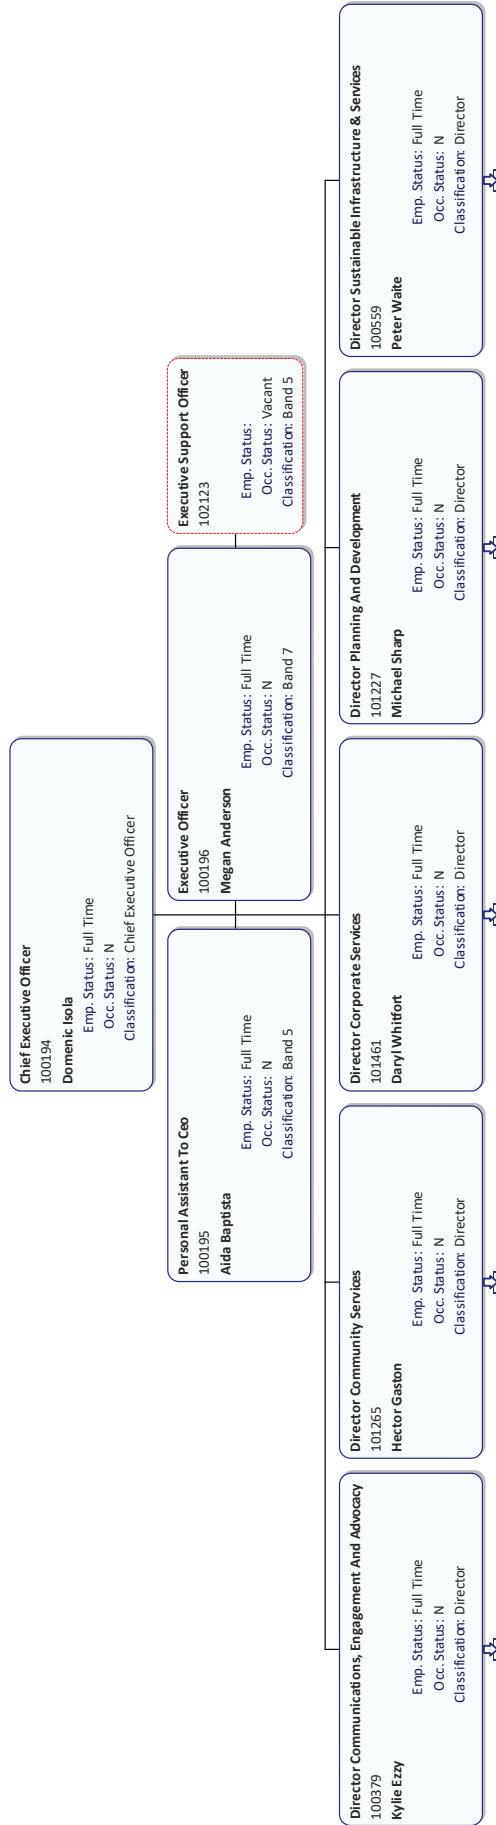 Chief Executive Officer
100194
Domenic Isola
Emp. Status: Full Time
Occ. Status: N
Classification: Chief Executive Officer
Personal Assistant To Ceo
100195
Aida Baptista
Emp. Status: Full Time
Occ. Status: N
Classification: Band 5
Executive Officer
100196
Megan Anderson
Emp. Status: Full Time
Occ. Status: N
Classification: Band 7
Executive Support Officer
102123
Emp. Status:
Occ. Status: Vacant
Classification: Band 5
Director Communications, Engagement And Advocacy
100379
Kylie Ezzy
Emp. Status: Full Time
Occ. Status: N
Classification: Director
Director Community Services
101265
Hector Gaston
Emp. Status: Full Time
Occ. Status: N
Classification: Director
Director Corporate Services
101461
Daryl Whitfort
Emp. Status: Full Time
Occ. Status: N
Classification: Director
Director Planning And Development
101227
Michael Sharp
Emp. Status: Full Time
Occ. Status: N
Classification: Director
Director Sustainable Infrastructure & Services
100559
Peter Waite
Emp. Status: Full Time
Occ. Status: N
Classification: Director